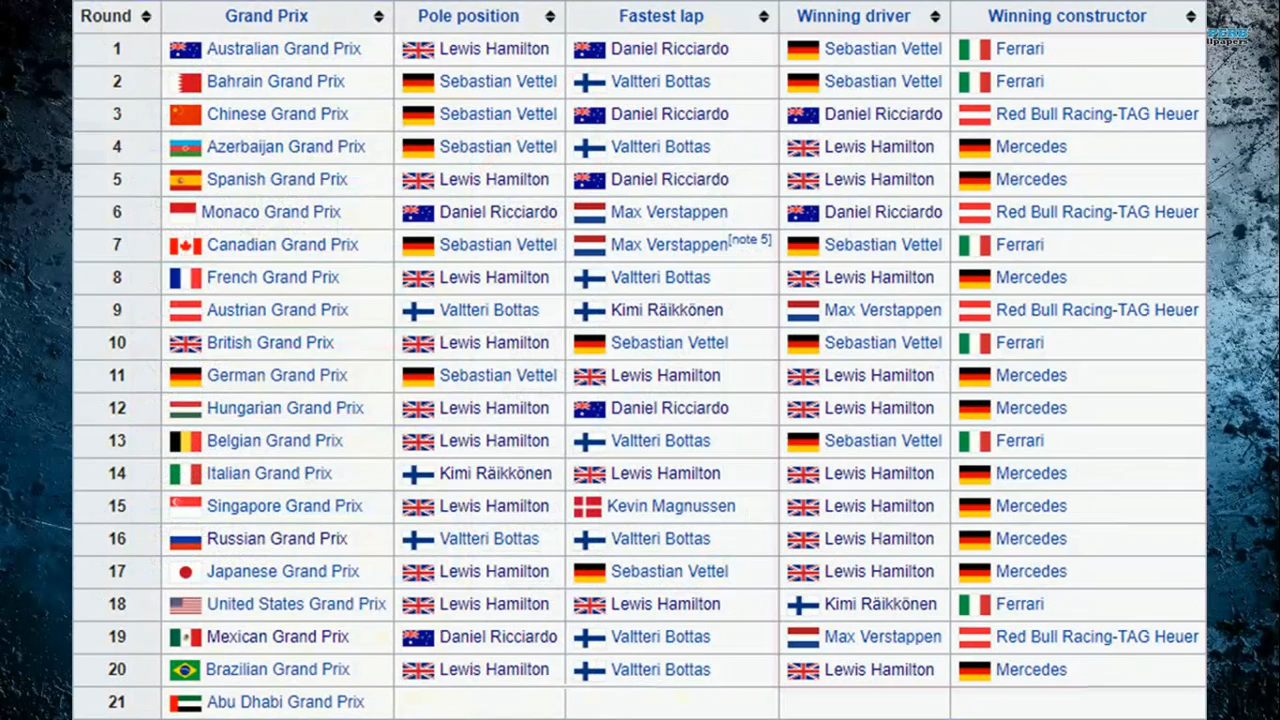 Round Grand Prix Pole position Fastest lap Winning driver Winning constructor
1 Australian Grand Prix Lewis Hamilton Daniel Ricciardo Sebastian Vettel Ferrari
2 Bahrain Grand Prix Sebastian Vettel Valtteri Bottas Sebastian Vettel Ferrari
3 Chinese Grand Prix Sebastian Vettel Daniel Ricciardo Daniel Ricciardo Red Bull Racing-TAG Heuer
4 Azerbaijan Grand Prix Sebastian Vettel Valtteri Bottas Lewis Hamilton Mercedes
5 Spanish Grand Prix Lewis Hamilton Daniel Ricciardo Lewis Hamilton Mercedes
6 Monaco Grand Prix Daniel Ricciardo Max Verstappen Daniel Ricciardo Red Bull Racing-TAG Heuer
7 Canadian Grand Prix Sebastian Vettel Max Verstappen[note 5] Sebastian Vettel Ferrari
8 French Grand Prix Lewis Hamilton Valtteri Bottas Lewis Hamilton Mercedes
9 Austrian Grand Prix Valtteri Bottas Kimi Räikkönen Max Verstappen Red Bull Racing-TAG Heuer
10 British Grand Prix Lewis Hamilton Sebastian Vettel Sebastian Vettel Ferrari
11 German Grand Prix Sebastian Vettel Lewis Hamilton Lewis Hamilton Mercedes
12 Hungarian Grand Prix Lewis Hamilton Daniel Ricciardo Lewis Hamilton Mercedes
13 Belgian Grand Prix Lewis Hamilton Valtteri Bottas Sebastian Vettel Ferrari
14 Italian Grand Prix Kimi Räikkönen Lewis Hamilton Lewis Hamilton Mercedes
15 Singapore Grand Prix Lewis Hamilton Kevin Magnussen Lewis Hamilton Mercedes
16 Russian Grand Prix Valtteri Bottas Valtteri Bottas Lewis Hamilton Mercedes
17 Japanese Grand Prix Lewis Hamilton Sebastian Vettel Lewis Hamilton Mercedes
18 United States Grand Prix Lewis Hamilton Lewis Hamilton Kimi Räikkönen Ferrari
19 Mexican Grand Prix Daniel Ricciardo Valtteri Bottas Max Verstappen Red Bull Racing-TAG Heuer
20 Brazilian Grand Prix Lewis Hamilton Valtteri Bottas Lewis Hamilton Mercedes
21 Abu Dhabi Grand Prix